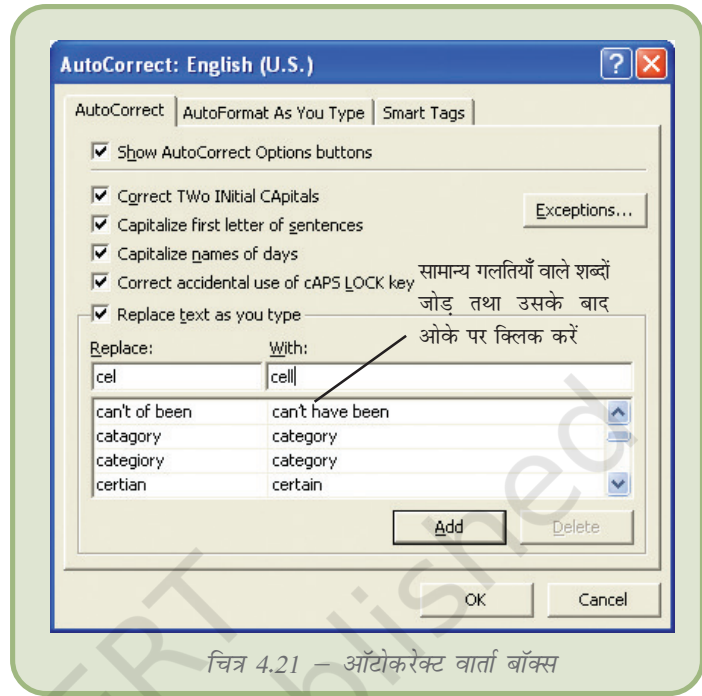 AutoCorrect: English (U.S.)
AutoCorrect AutoFormat As You Type Smart Tags
Show AutoCorrect Options buttons
Correct TWo INitial CApitals
Exceptions...
Capitalize first letter of sentences
Capitalize names of days
Correct accidental use of cAPS LOCK key
सामान्य गलतियाँ वाले शब्दों
जोड़ तथा उसके बाद
ओके पर क्लिक करें
Replace text as you type
Replace: With:
cel cell
can't of been can't have been
catagory category
categiory category
certian certain
Add Delete
OK Cancel
चित्र 4.21 – ऑटोकरेक्ट वार्ता बॉक्स